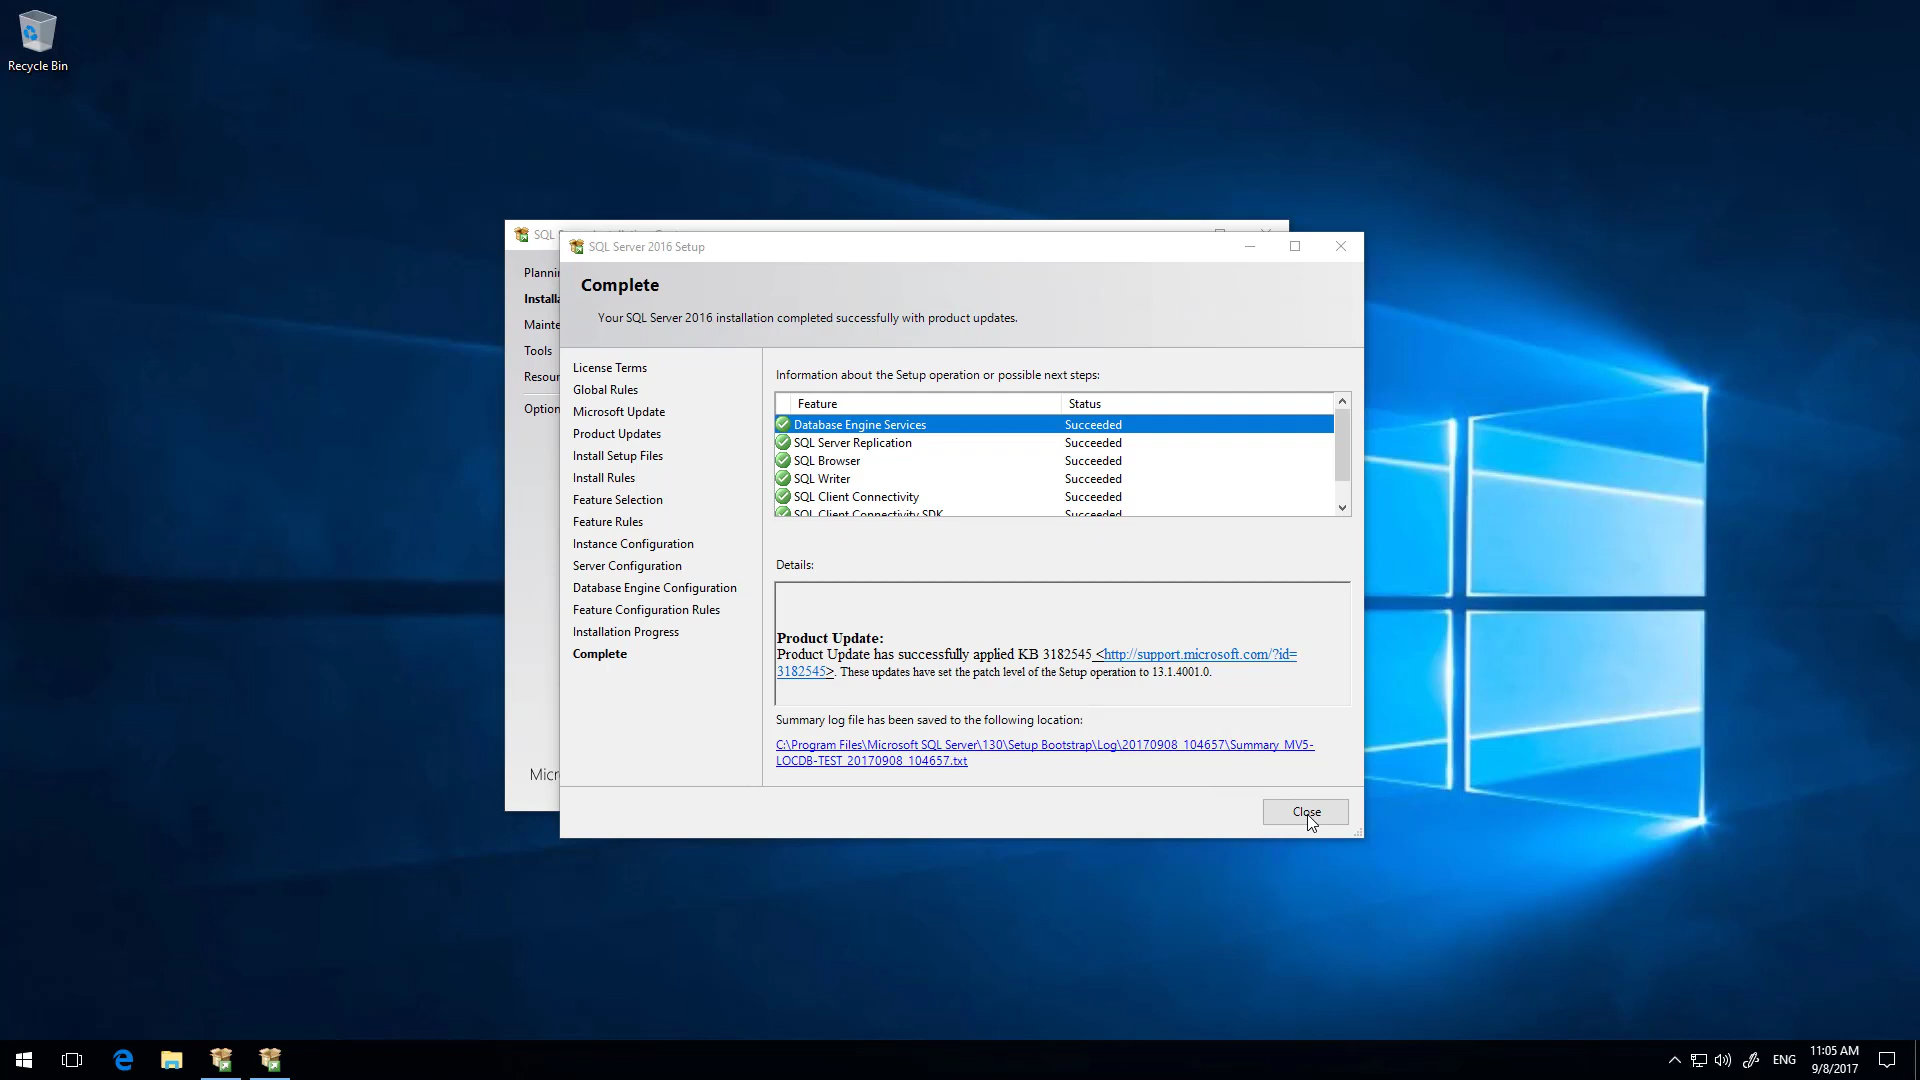 Recycle Bin
SQL
SQL Server 2016 Setup
Complete
Your SQL Server 2016 installation completed successfully with product updates.
Plannin
Installa
Mainte
Tools
Resour
Option
Micr
License Terms
Global Rules
Microsoft Update
Product Updates
Install Setup Files
Install Rules
Feature Selection
Feature Rules
Instance Configuration
Server Configuration
Database Engine Configuration
Feature Configuration Rules
Installation Progress
Complete
Information about the Setup operation or possible next steps:
Feature Status
Database Engine Services Succeeded
SQL Server Replication Succeeded
SQL Browser Succeeded
SQL Writer Succeeded
SQL Client Connectivity Succeeded
SQL Client Connectivity SDK Succeeded
Details:
Product Update:
Product Update has successfully applied KB 3182545 <http://support.microsoft.com/?id=
3182545>. These updates have set the patch level of the Setup operation to 13.1.4001.0.
Summary log file has been saved to the following location:
C:\Program Files\Microsoft SQL Server\130\Setup Bootstrap\Log\20170908_104657\Summary_MV5-
LOCDB-TEST_20170908_104657.txt
Close
ENG
11:05 AM
9/8/2017